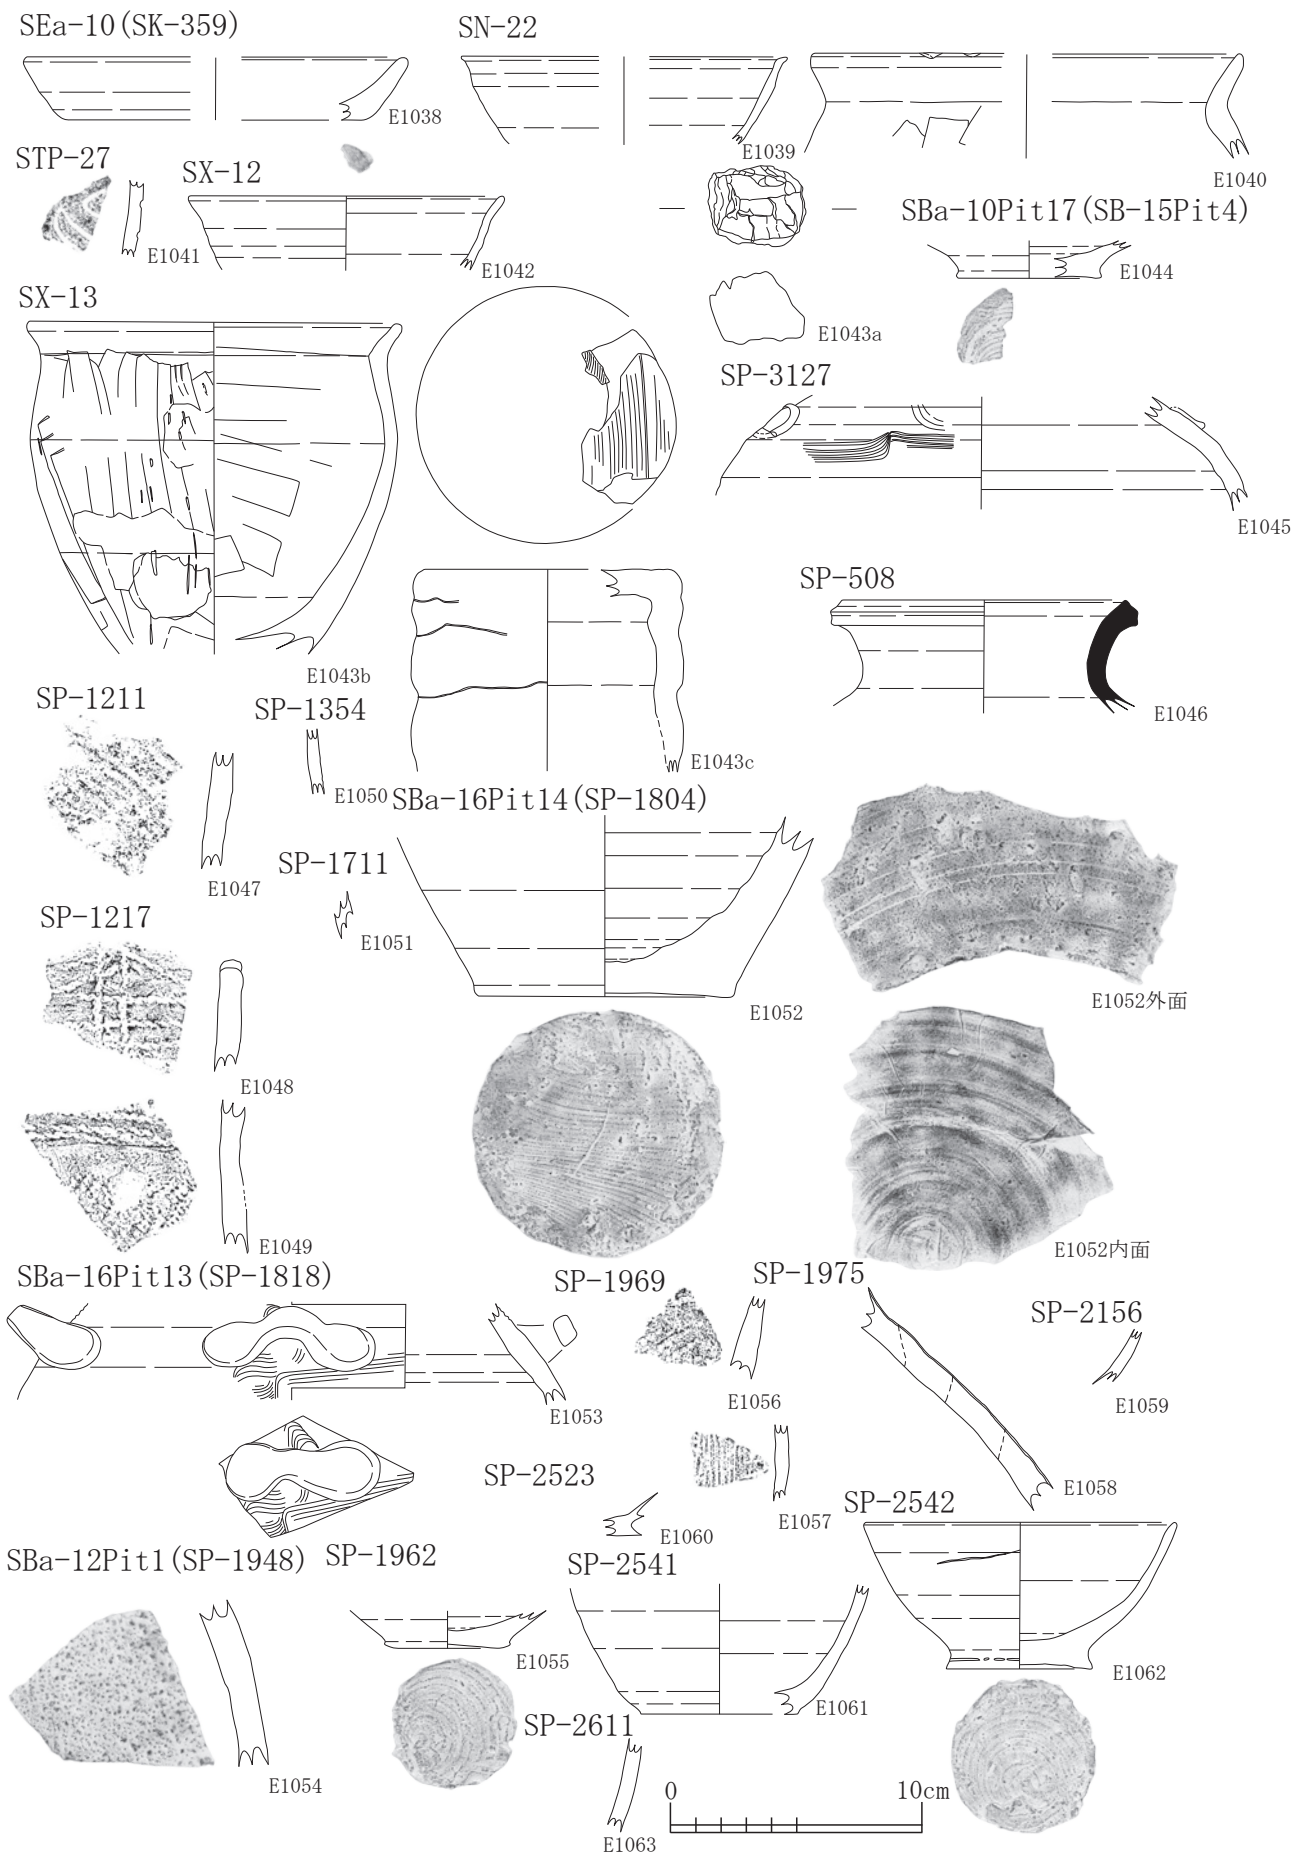 SEa-10(SK-359)
E1038
SN-22
E1039
E1040
STP-27
E1041
SX-12
E1042
SBa-10Pit17(SB-15Pit4)
E1044
SX-13
E1043a
E1043b
E1043c
SP-3127
E1045
SP-508
E1046
SP-1211
E1047
SP-1354
E1050
SP-1711
E1051
SBa-16Pit14(SP-1804)
E1052
E1052外面
E1052内面
SP-1217
E1048
E1049
SBa-16Pit13(SP-1818)
E1053
SP-1969
E1056
E1057
SP-1975
E1058
SP-2156
E1059
SP-2523
E1060
SBa-12Pit1(SP-1948)
E1054
SP-1962
E1055
SP-2541
E1061
SP-2542
E1062
SP-2611
E1063
0 10cm